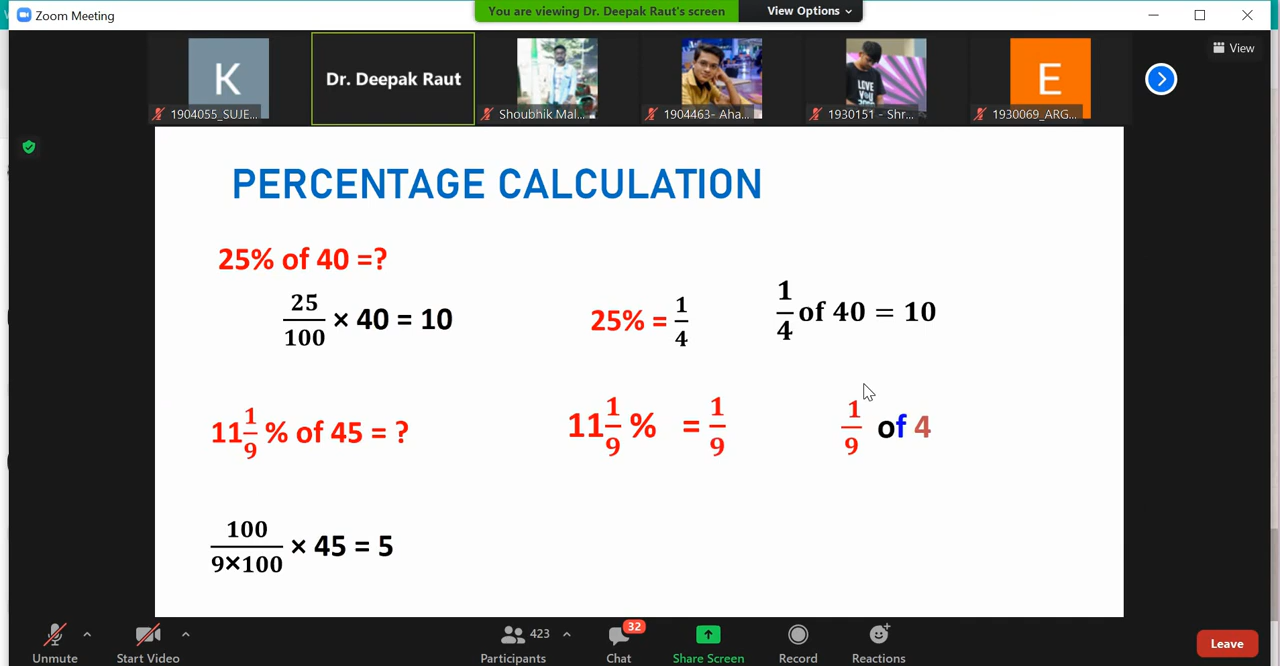 Zoom Meeting
You are viewing Dr. Deepak Raut's screen
View Options
View
K
Dr. Deepak Raut
E
1904055_SUJE...
Shoubhik Mal...
1904463- Aha...
1930151 - Shr...
1930069_ARG...
PERCENTAGE CALCULATION
25% of 40 =?
25/100 × 40 = 10
25% = 1/4
1/4 of 40 = 10
11 1/9 % of 45 = ?
11 1/9 % = 1/9
1/9 of 4
100/9×100 × 45 = 5
Unmute
Start Video
423
Participants
32
Chat
Share Screen
Record
Reactions
Leave